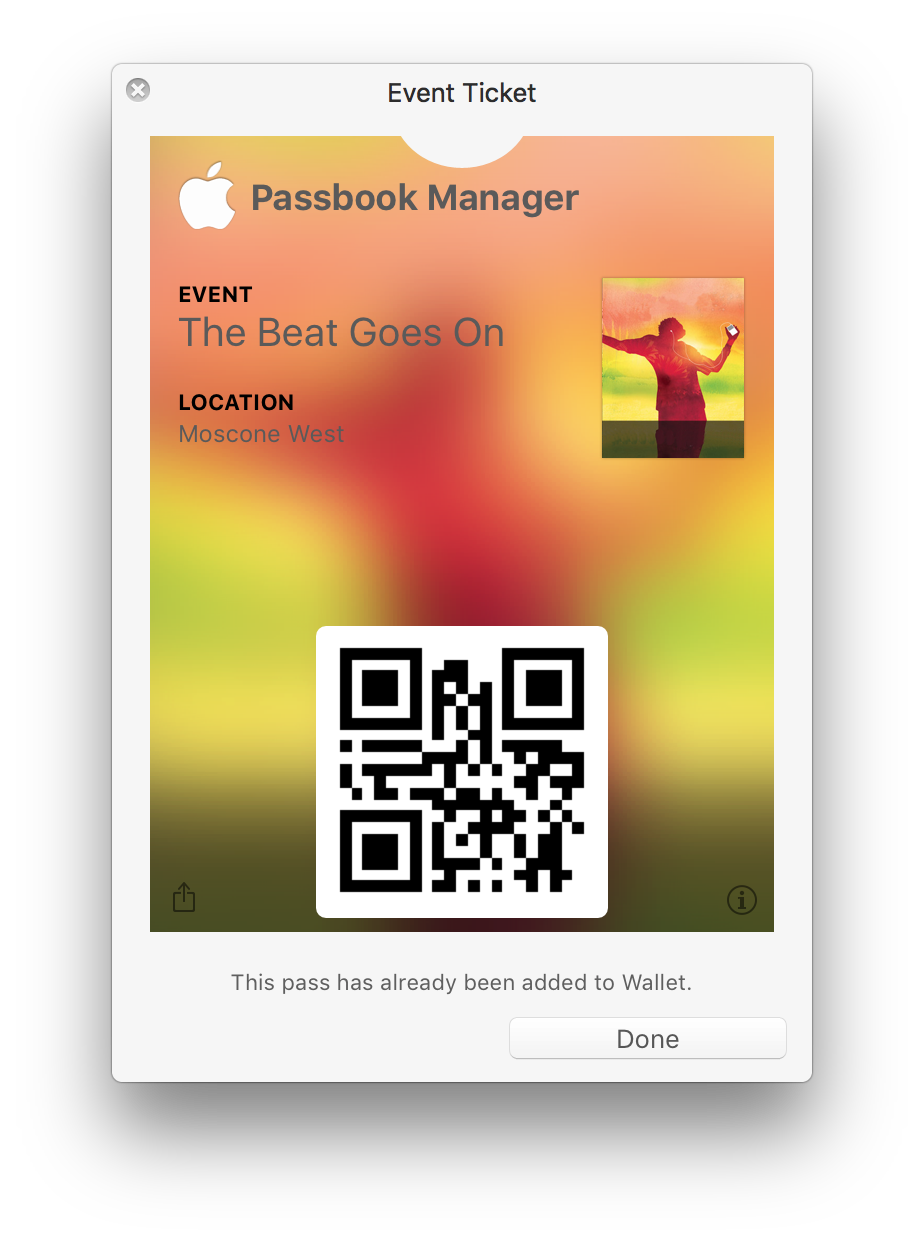 Event Ticket
Passbook Manager
EVENT
The Beat Goes On
LOCATION
Moscone West
This pass has already been added to Wallet.
Done